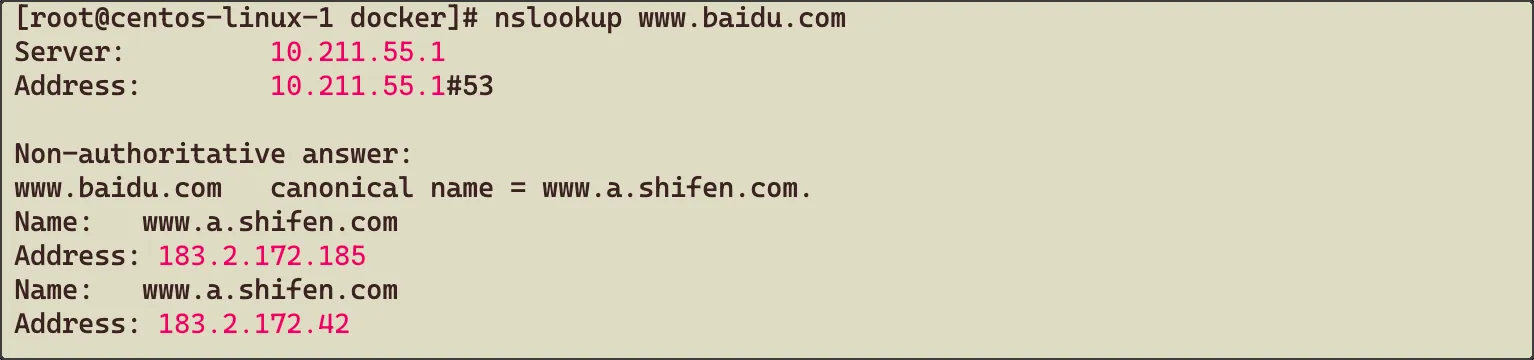 [root@centos-linux-1 docker]# nslookup www.baidu.com
Server:         10.211.55.1
Address:        10.211.55.1#53
Non-authoritative answer:
www.baidu.com   canonical name = www.a.shifen.com.
Name:   www.a.shifen.com
Address: 183.2.172.185
Name:   www.a.shifen.com
Address: 183.2.172.42